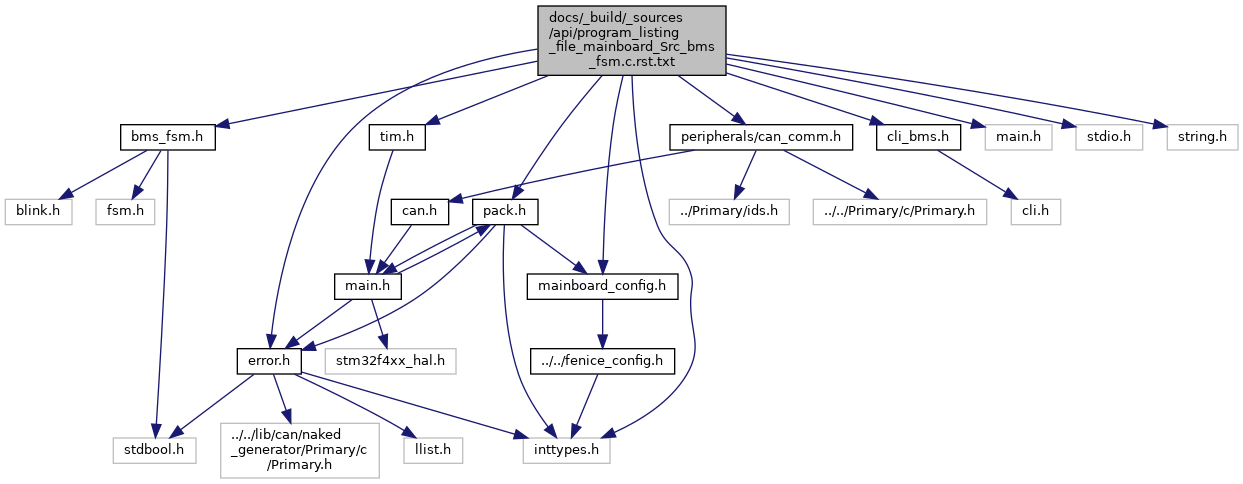 docs/_build/_sources
/api/program_listing
_file_mainboard_Src_bms
_fsm.c.rst.txt
bms_fsm.h
tim.h
peripherals/can_comm.h
cli_bms.h
main.h
stdio.h
string.h
blink.h
fsm.h
can.h
pack.h
../Primary/ids.h
../../Primary/c/Primary.h
cli.h
main.h
mainboard_config.h
error.h
stm32f4xx_hal.h
../../fenice_config.h
stdbool.h
../../lib/can/naked
_generator/Primary/c
/Primary.h
llist.h
inttypes.h